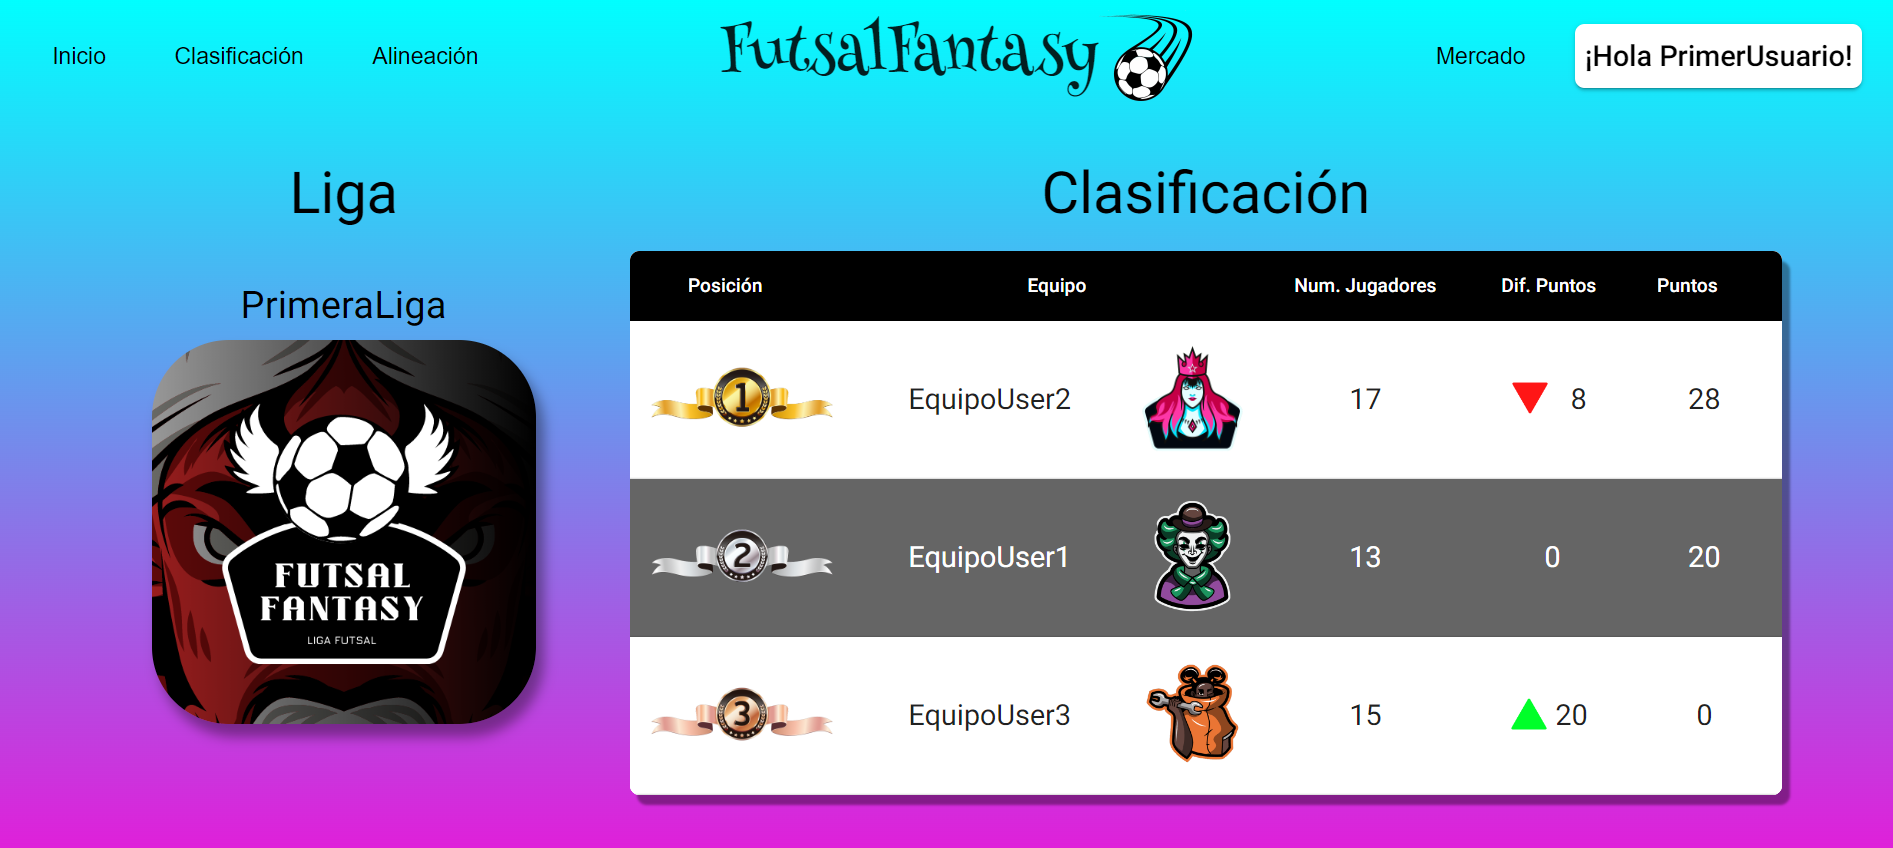 Inicio Clasificación Alineación FutsalFantasy Mercado ¡Hola PrimerUsuario!
Liga
PrimeraLiga
FUTSAL
FANTASY
LIGA FUTSAL
Clasificación
Posición Equipo Num. Jugadores Dif. Puntos Puntos
1 EquipoUser2 17 8 28
2 EquipoUser1 13 0 20
3 EquipoUser3 15 20 0